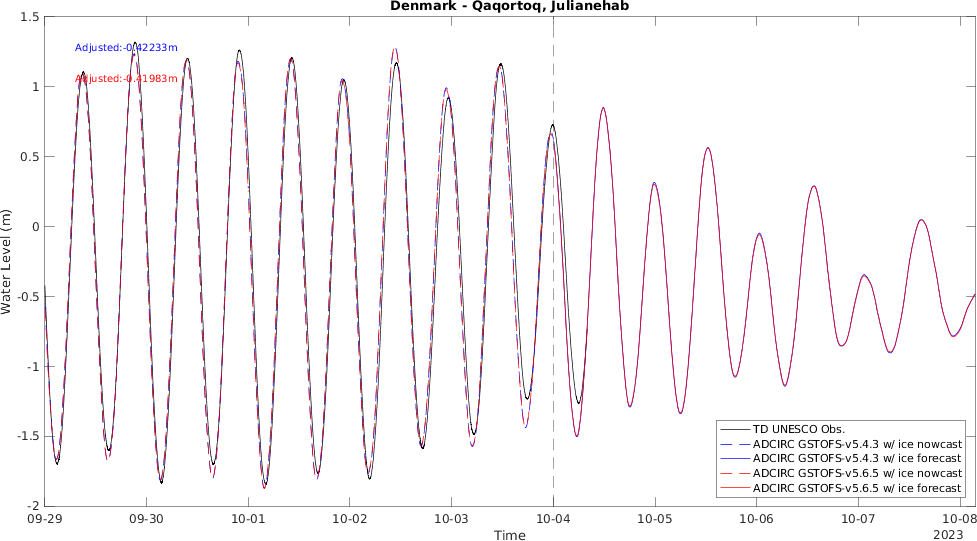 Denmark - Qaqortoq, Julianehab
1.5
1
0.5
0
-0.5
-1
-1.5
-2
Water Level (m)
Adjusted:-0.42233m
Adjusted:-0.41983m
TD UNESCO Obs.
ADCIRC GSTOFS-v5.4.3 w/ ice nowcast
ADCIRC GSTOFS-v5.4.3 w/ ice forecast
ADCIRC GSTOFS-v5.6.5 w/ ice nowcast
ADCIRC GSTOFS-v5.6.5 w/ ice forecast
09-29 09-30 10-01 10-02 10-03 10-04 10-05 10-06 10-07 10-08
Time
2023